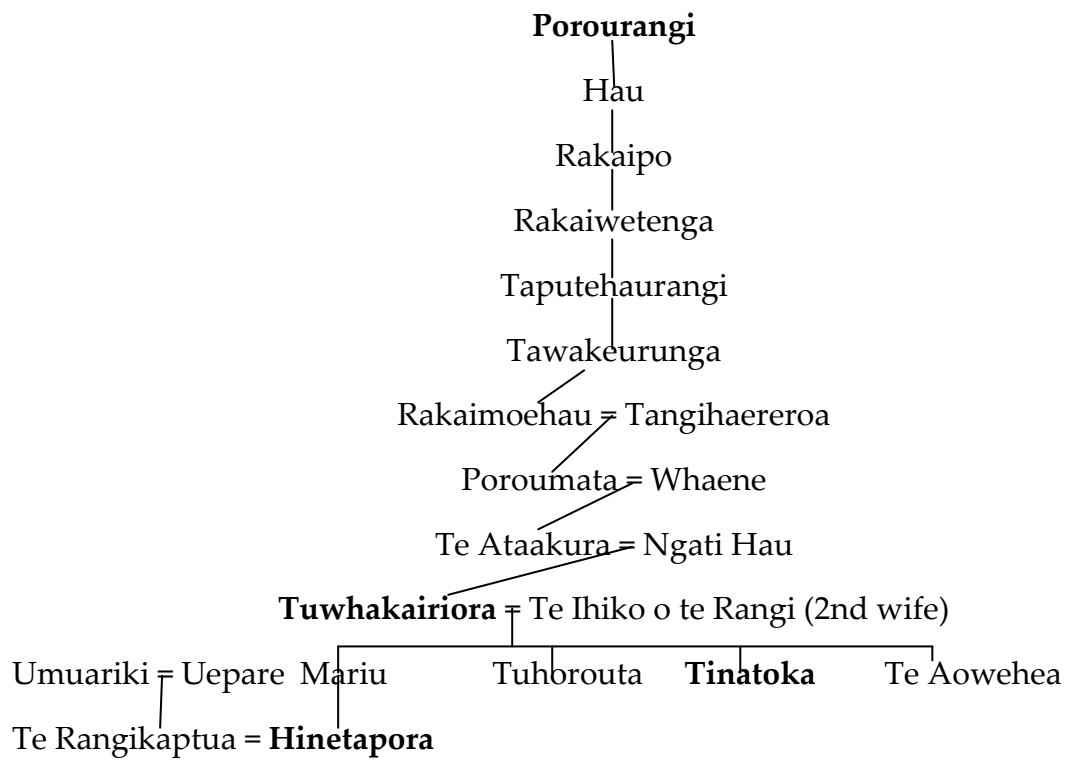 Porourangi
Hau
Rakaipo
Rakaiwetenga
Taputehaurangi
Tawakeurunga
Rakaimoehau = Tangihaereroa
Poroumata = Whaene
Te Ataakura = Ngati Hau
Tuwhakairiora = Te Ihiko o te Rangi (2nd wife)
Umuariki = Uepare Mariu Tuhorouta Tinatoka Te Aowehea
Te Rangikaptua = Hinetapora